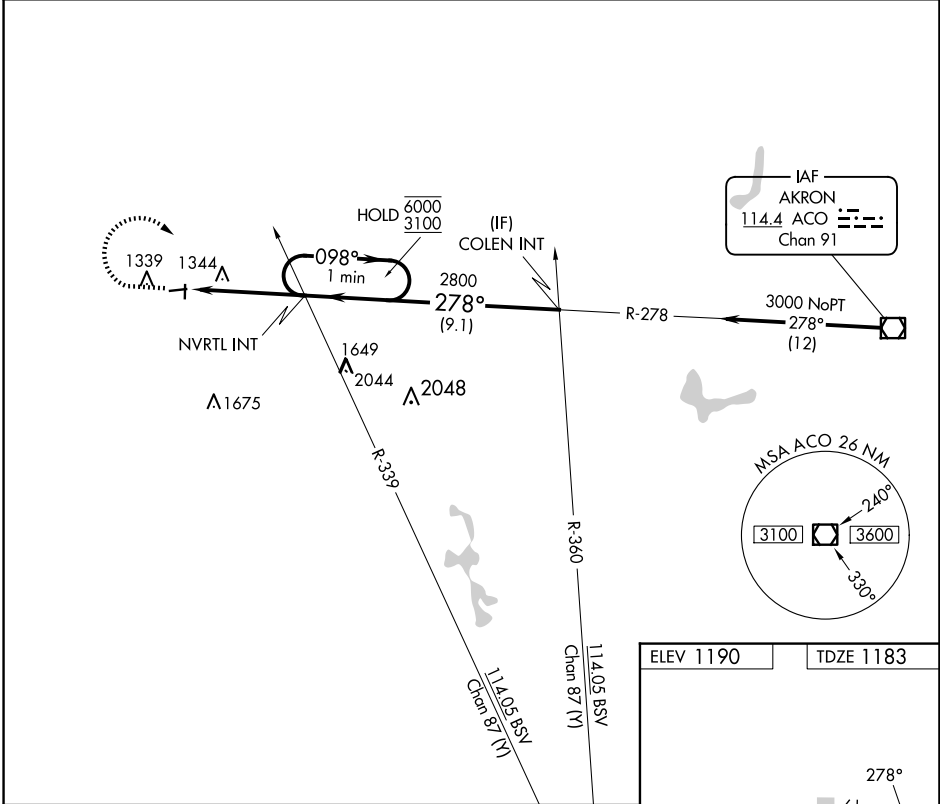 IAF
AKRON
114.4 ACO
Chan 91
HOLD 6000
3100
(IF)
COLEN INT
1339
1344
098°
1 min
2800
278°
(9.1)
R-278
3000 NoPT
278°
(12)
NVRTL INT
1649
2044
2048
1675
R-339
R-360
MSA ACO 26 NM
240°
3100
3600
330°
114.05 BSV
Chan 87 (Y)
114.05 BSV
Chan 87 (Y)
ELEV 1190
TDZE 1183
278°